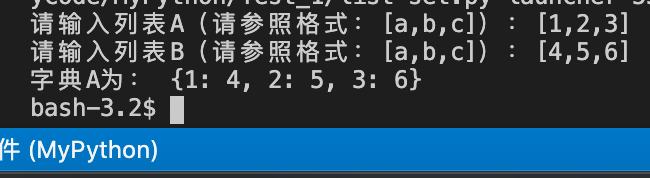 ycode/MyPython/Test_1/list-set.py launcher
请输入列表A（请参照格式：[a,b,c]）：[1,2,3]
请输入列表B（请参照格式：[a,b,c]）：[4,5,6]
字典A为： {1: 4, 2: 5, 3: 6}
bash-3.2$
件 (MyPython)